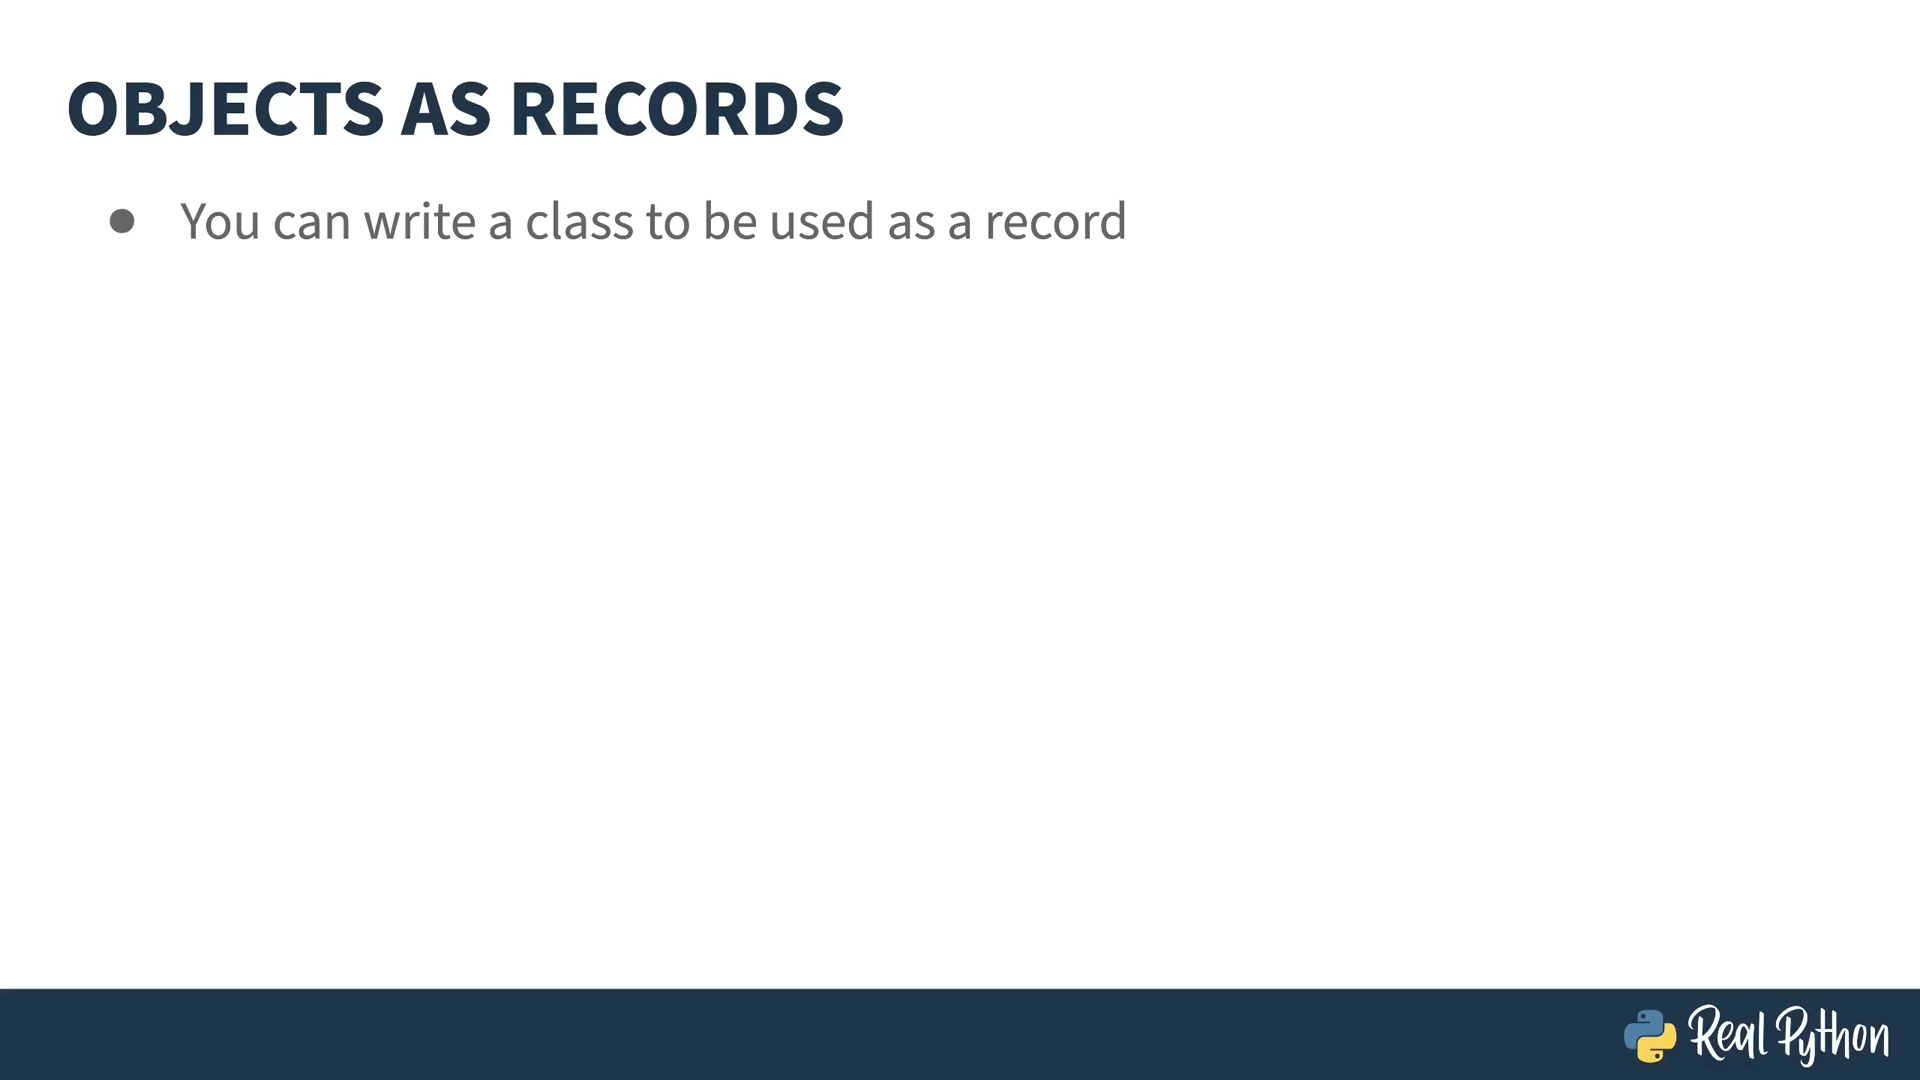 OBJECTS AS RECORDS
● You can write a class to be used as a record
Real Python